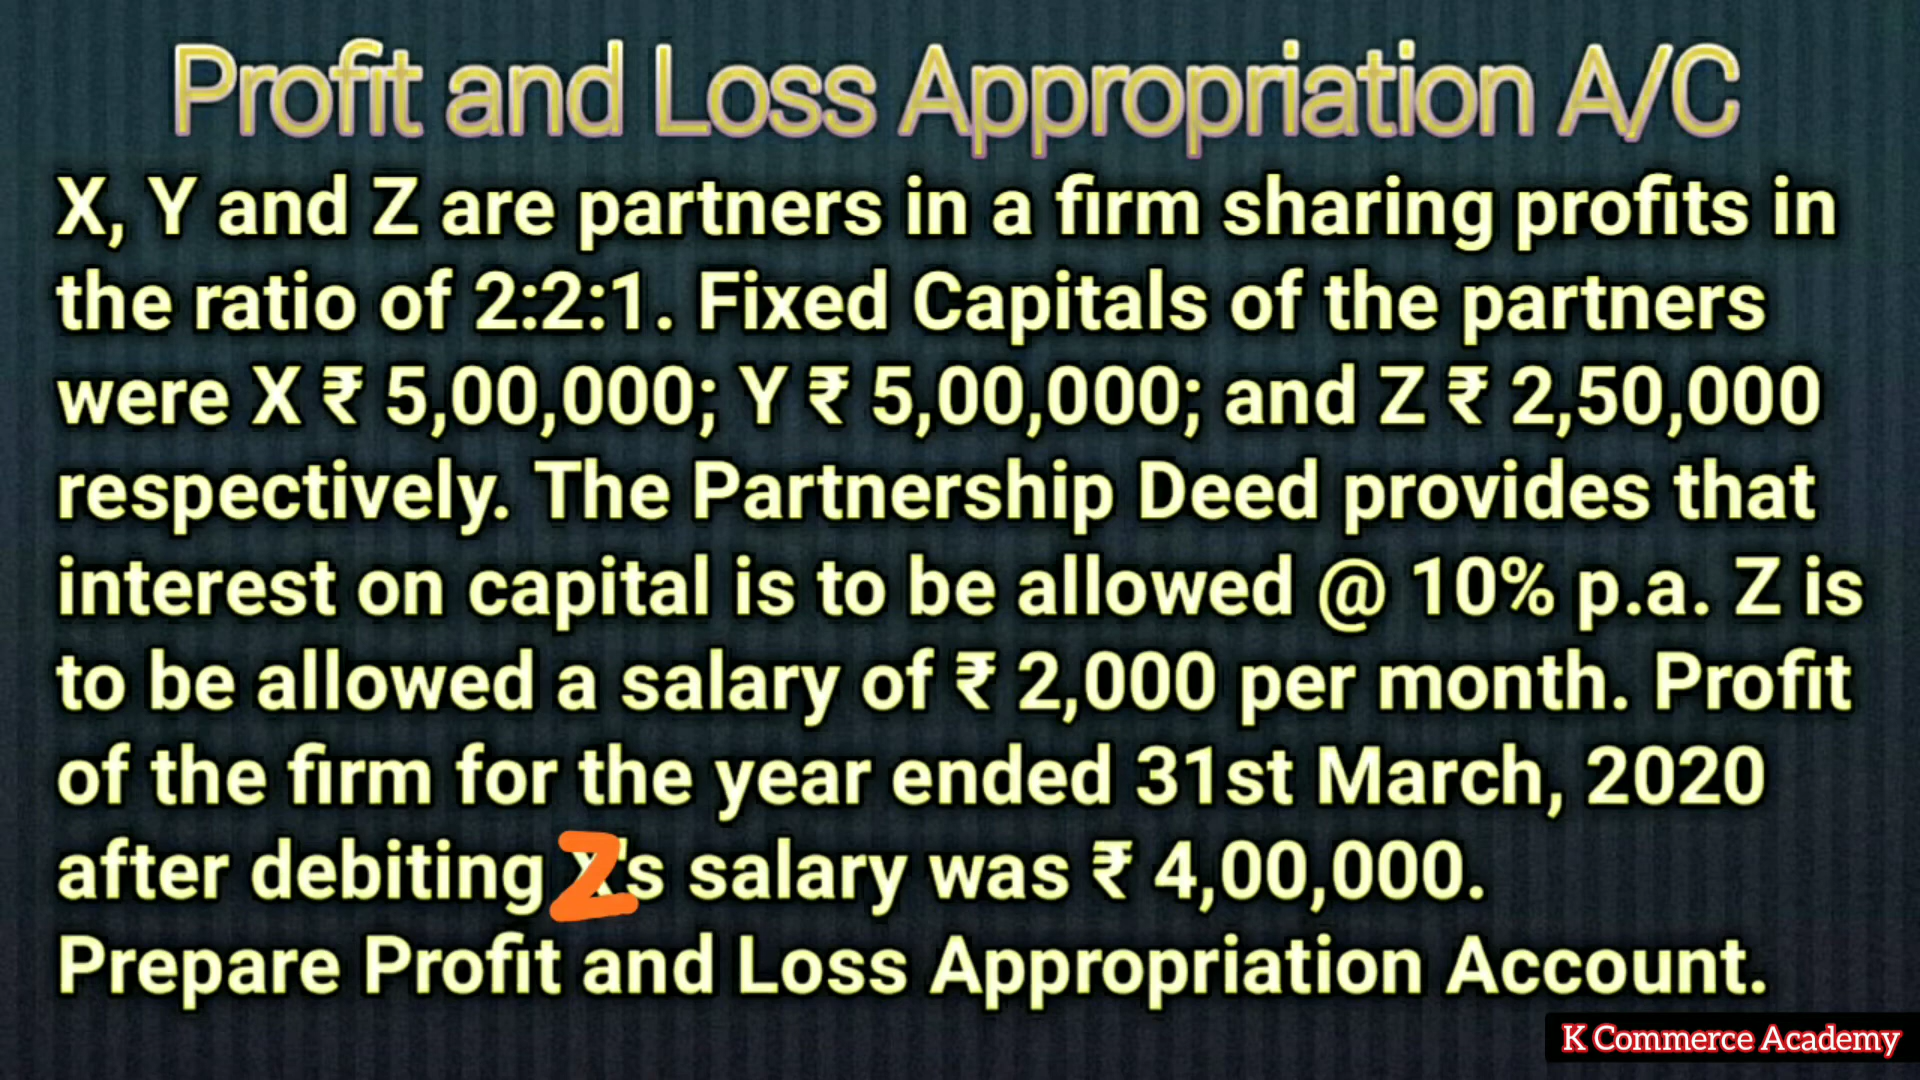 Profit and Loss Appropriation A/C
X, Y and Z are partners in a firm sharing profits in
the ratio of 2:2:1. Fixed Capitals of the partners
were X ₹ 5,00,000; Y ₹ 5,00,000; and Z ₹ 2,50,000
respectively. The Partnership Deed provides that
interest on capital is to be allowed @ 10% p.a. Z is
to be allowed a salary of ₹ 2,000 per month. Profit
of the firm for the year ended 31st March, 2020
after debiting Z's salary was ₹ 4,00,000.
Prepare Profit and Loss Appropriation Account.
K Commerce Academy